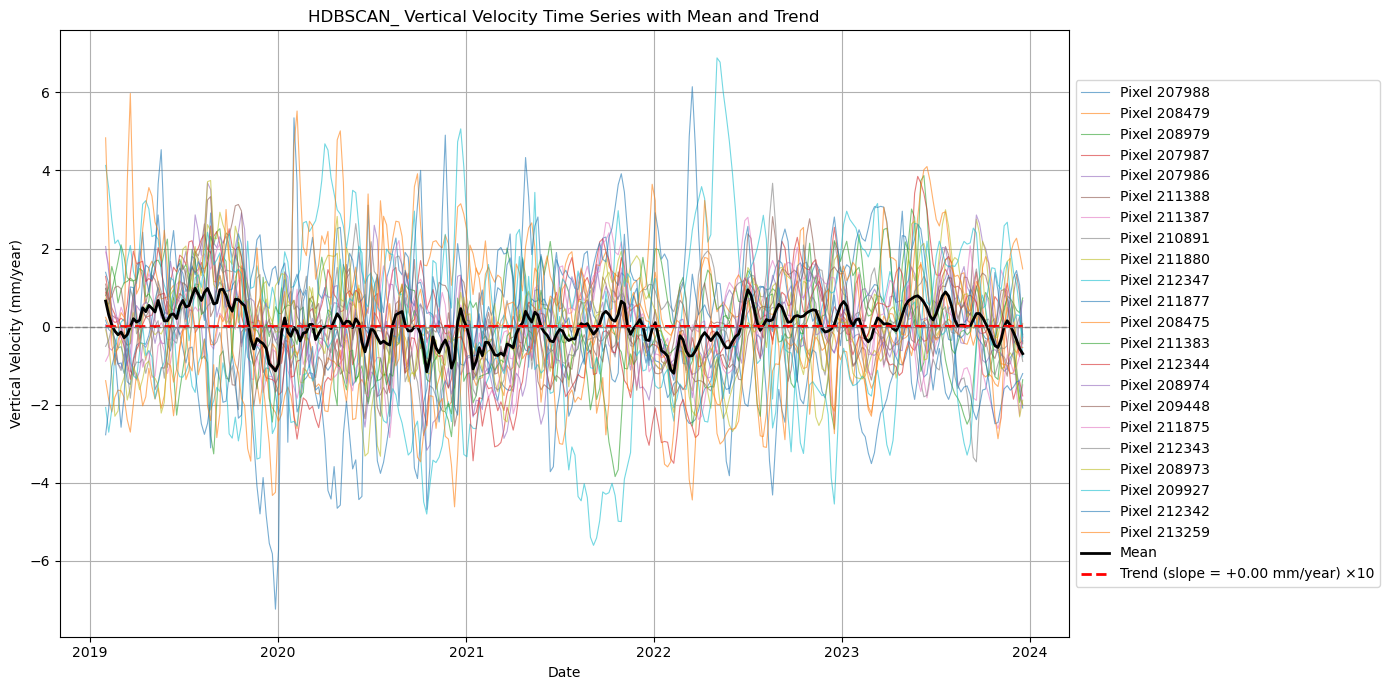 HDBSCAN_ Vertical Velocity Time Series with Mean and Trend
Vertical Velocity (mm/year)
6
4
2
0
−2
−4
−6
2019
2020
2021
2022
2023
2024
Date
Pixel 207988
Pixel 208479
Pixel 208979
Pixel 207987
Pixel 207986
Pixel 211388
Pixel 211387
Pixel 210891
Pixel 211880
Pixel 212347
Pixel 211877
Pixel 208475
Pixel 211383
Pixel 212344
Pixel 208974
Pixel 209448
Pixel 211875
Pixel 212343
Pixel 208973
Pixel 209927
Pixel 212342
Pixel 213259
Mean
Trend (slope = +0.00 mm/year) ×10